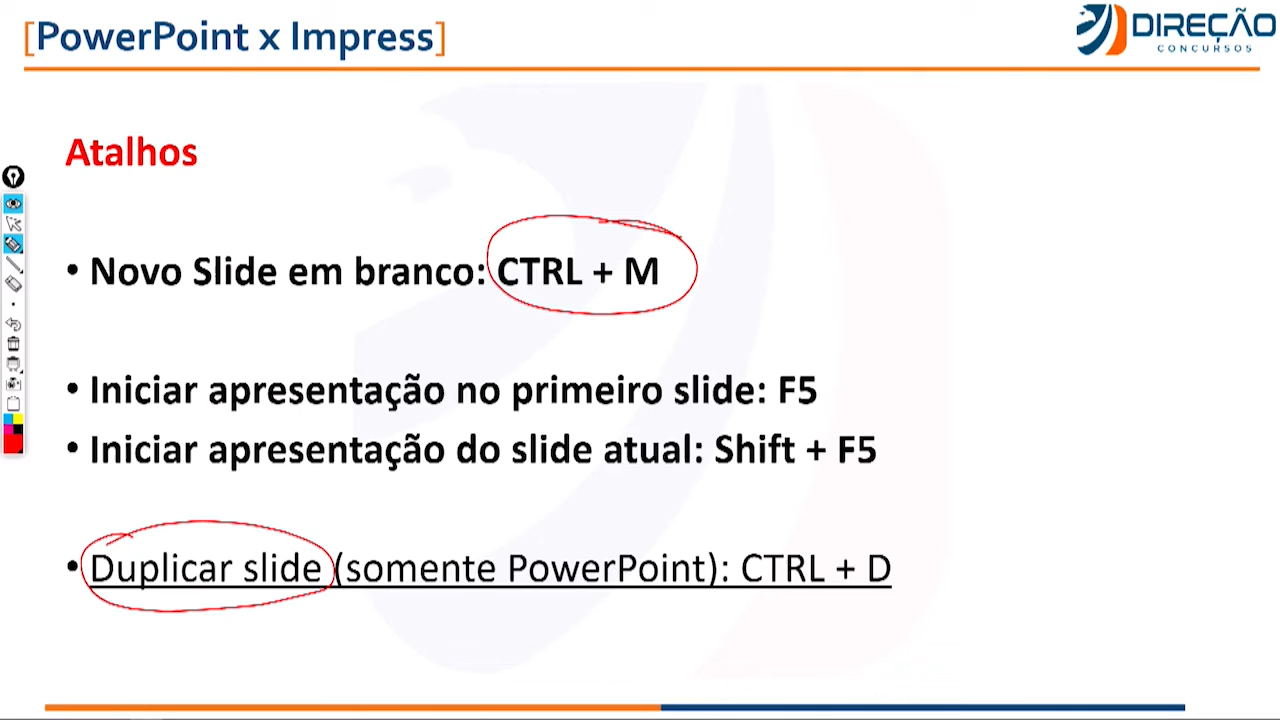 [PowerPoint x Impress]
DIREÇÃO
CONCURSOS
Atalhos
• Novo Slide em branco: CTRL + M
• Iniciar apresentação no primeiro slide: F5
• Iniciar apresentação do slide atual: Shift + F5
• Duplicar slide (somente PowerPoint): CTRL + D